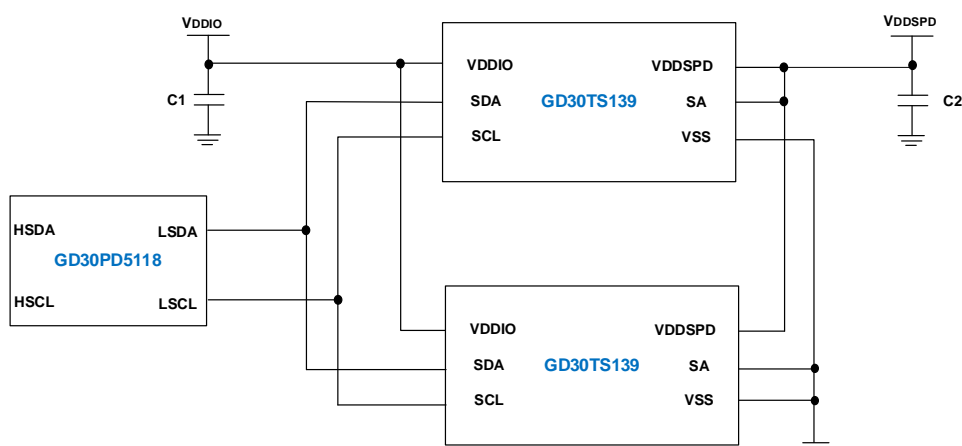 VDDIO
VDDSPD
C1
C2
VDDIO
SDA
SCL
GD30TS139
VDDSPD
SA
VSS
HSDA
HSCL
GD30PD5118
LSDA
LSCL
VDDIO
SDA
SCL
GD30TS139
VDDSPD
SA
VSS